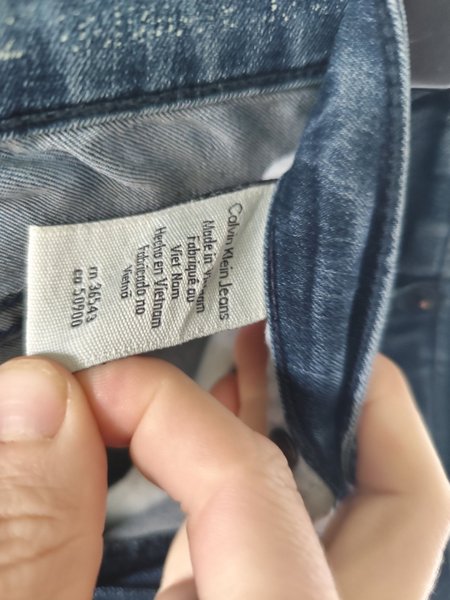 Calvin Klein Jeans
Made in Vietnam
Fabriqué au
Viet Nam
Hecho en Vietnam
Fabricado no
Vietnã
rn 36543
ca 50900